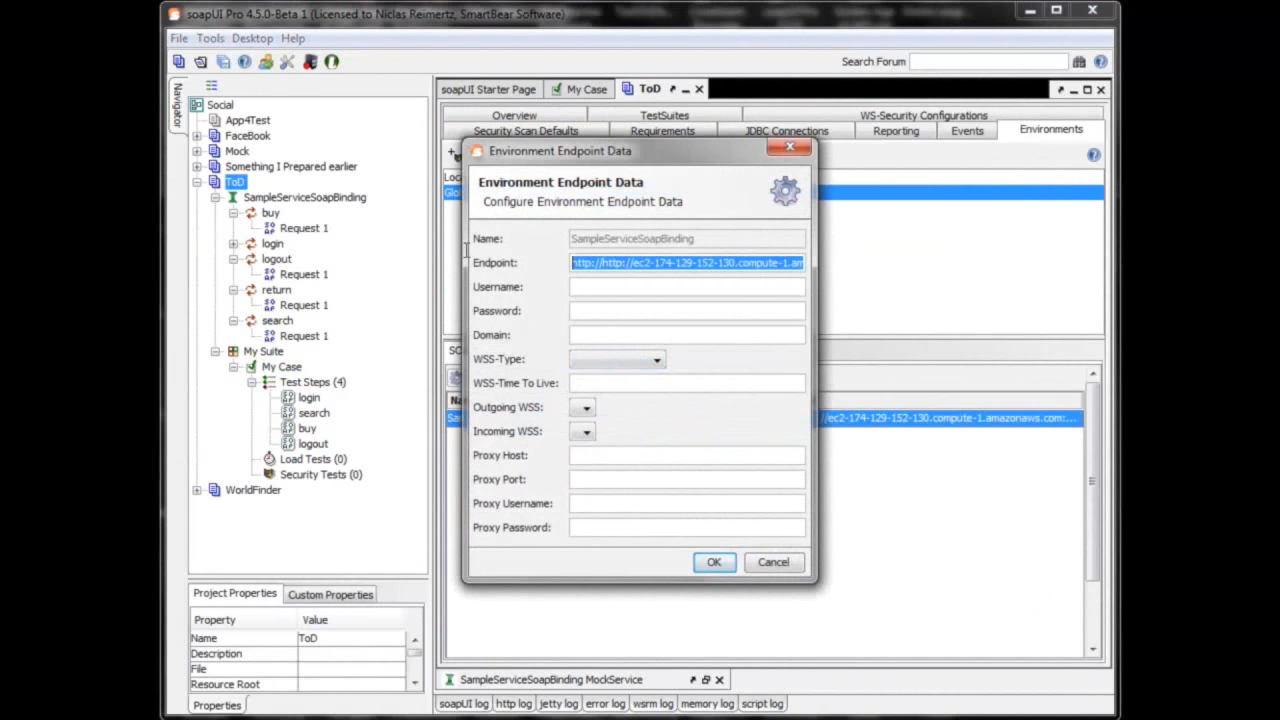 soapUI Pro 4.5.0-Beta 1 (Licensed to Niclas Reimertz, SmartBear Software)
File Tools Desktop Help
Search Forum
Navigator
Social
App4Test
FaceBook
Mock
Something I Prepared earlier
ToD
SampleServiceSoapBinding
buy
Request 1
login
logout
Request 1
return
Request 1
search
Request 1
My Suite
My Case
Test Steps (4)
login
search
buy
logout
Load Tests (0)
Security Tests (0)
WorldFinder
Project Properties Custom Properties
Property Value
Name ToD
Description
File
Resource Root
Properties
soapUI Starter Page My Case ToD
Overview TestSuites WS-Security Configurations
Security Scan Defaults Requirements JDBC Connections Reporting Events Environments
Loc
Glo
Environment Endpoint Data
Environment Endpoint Data
Configure Environment Endpoint Data
Name: SampleServiceSoapBinding
Endpoint: http://http://ec2-174-129-152-130.compute-1.am
Username:
Password:
Domain:
WSS-Type:
WSS-Time To Live:
Outgoing WSS:
Incoming WSS:
Proxy Host:
Proxy Port:
Proxy Username:
Proxy Password:
OK Cancel
SO
Na
Sa //ec2-174-129-152-130.compute-1.amazonaws.com:...
SampleServiceSoapBinding MockService
soapUI log http log jetty log error log wsrm log memory log script log